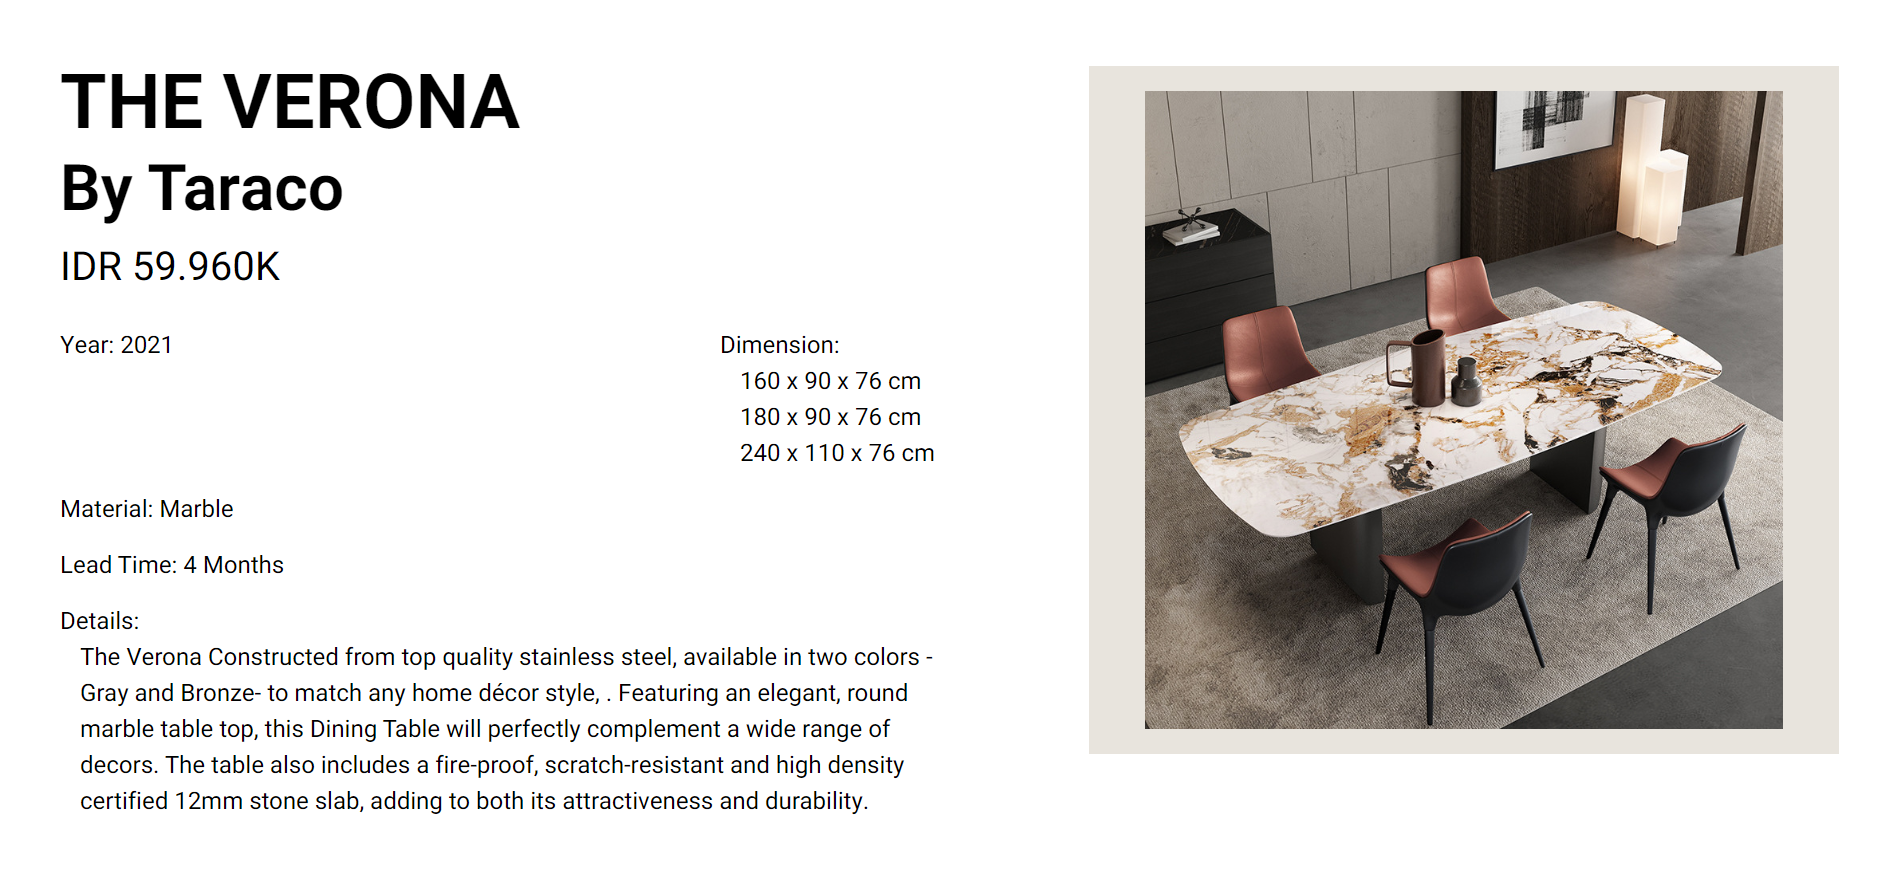 THE VERONA
By Taraco
IDR 59.960K
Year: 2021
Dimension:
160 x 90 x 76 cm
180 x 90 x 76 cm
240 x 110 x 76 cm
Material: Marble
Lead Time: 4 Months
Details:
The Verona Constructed from top quality stainless steel, available in two colors -
Gray and Bronze- to match any home décor style, . Featuring an elegant, round
marble table top, this Dining Table will perfectly complement a wide range of
decors. The table also includes a fire-proof, scratch-resistant and high density
certified 12mm stone slab, adding to both its attractiveness and durability.